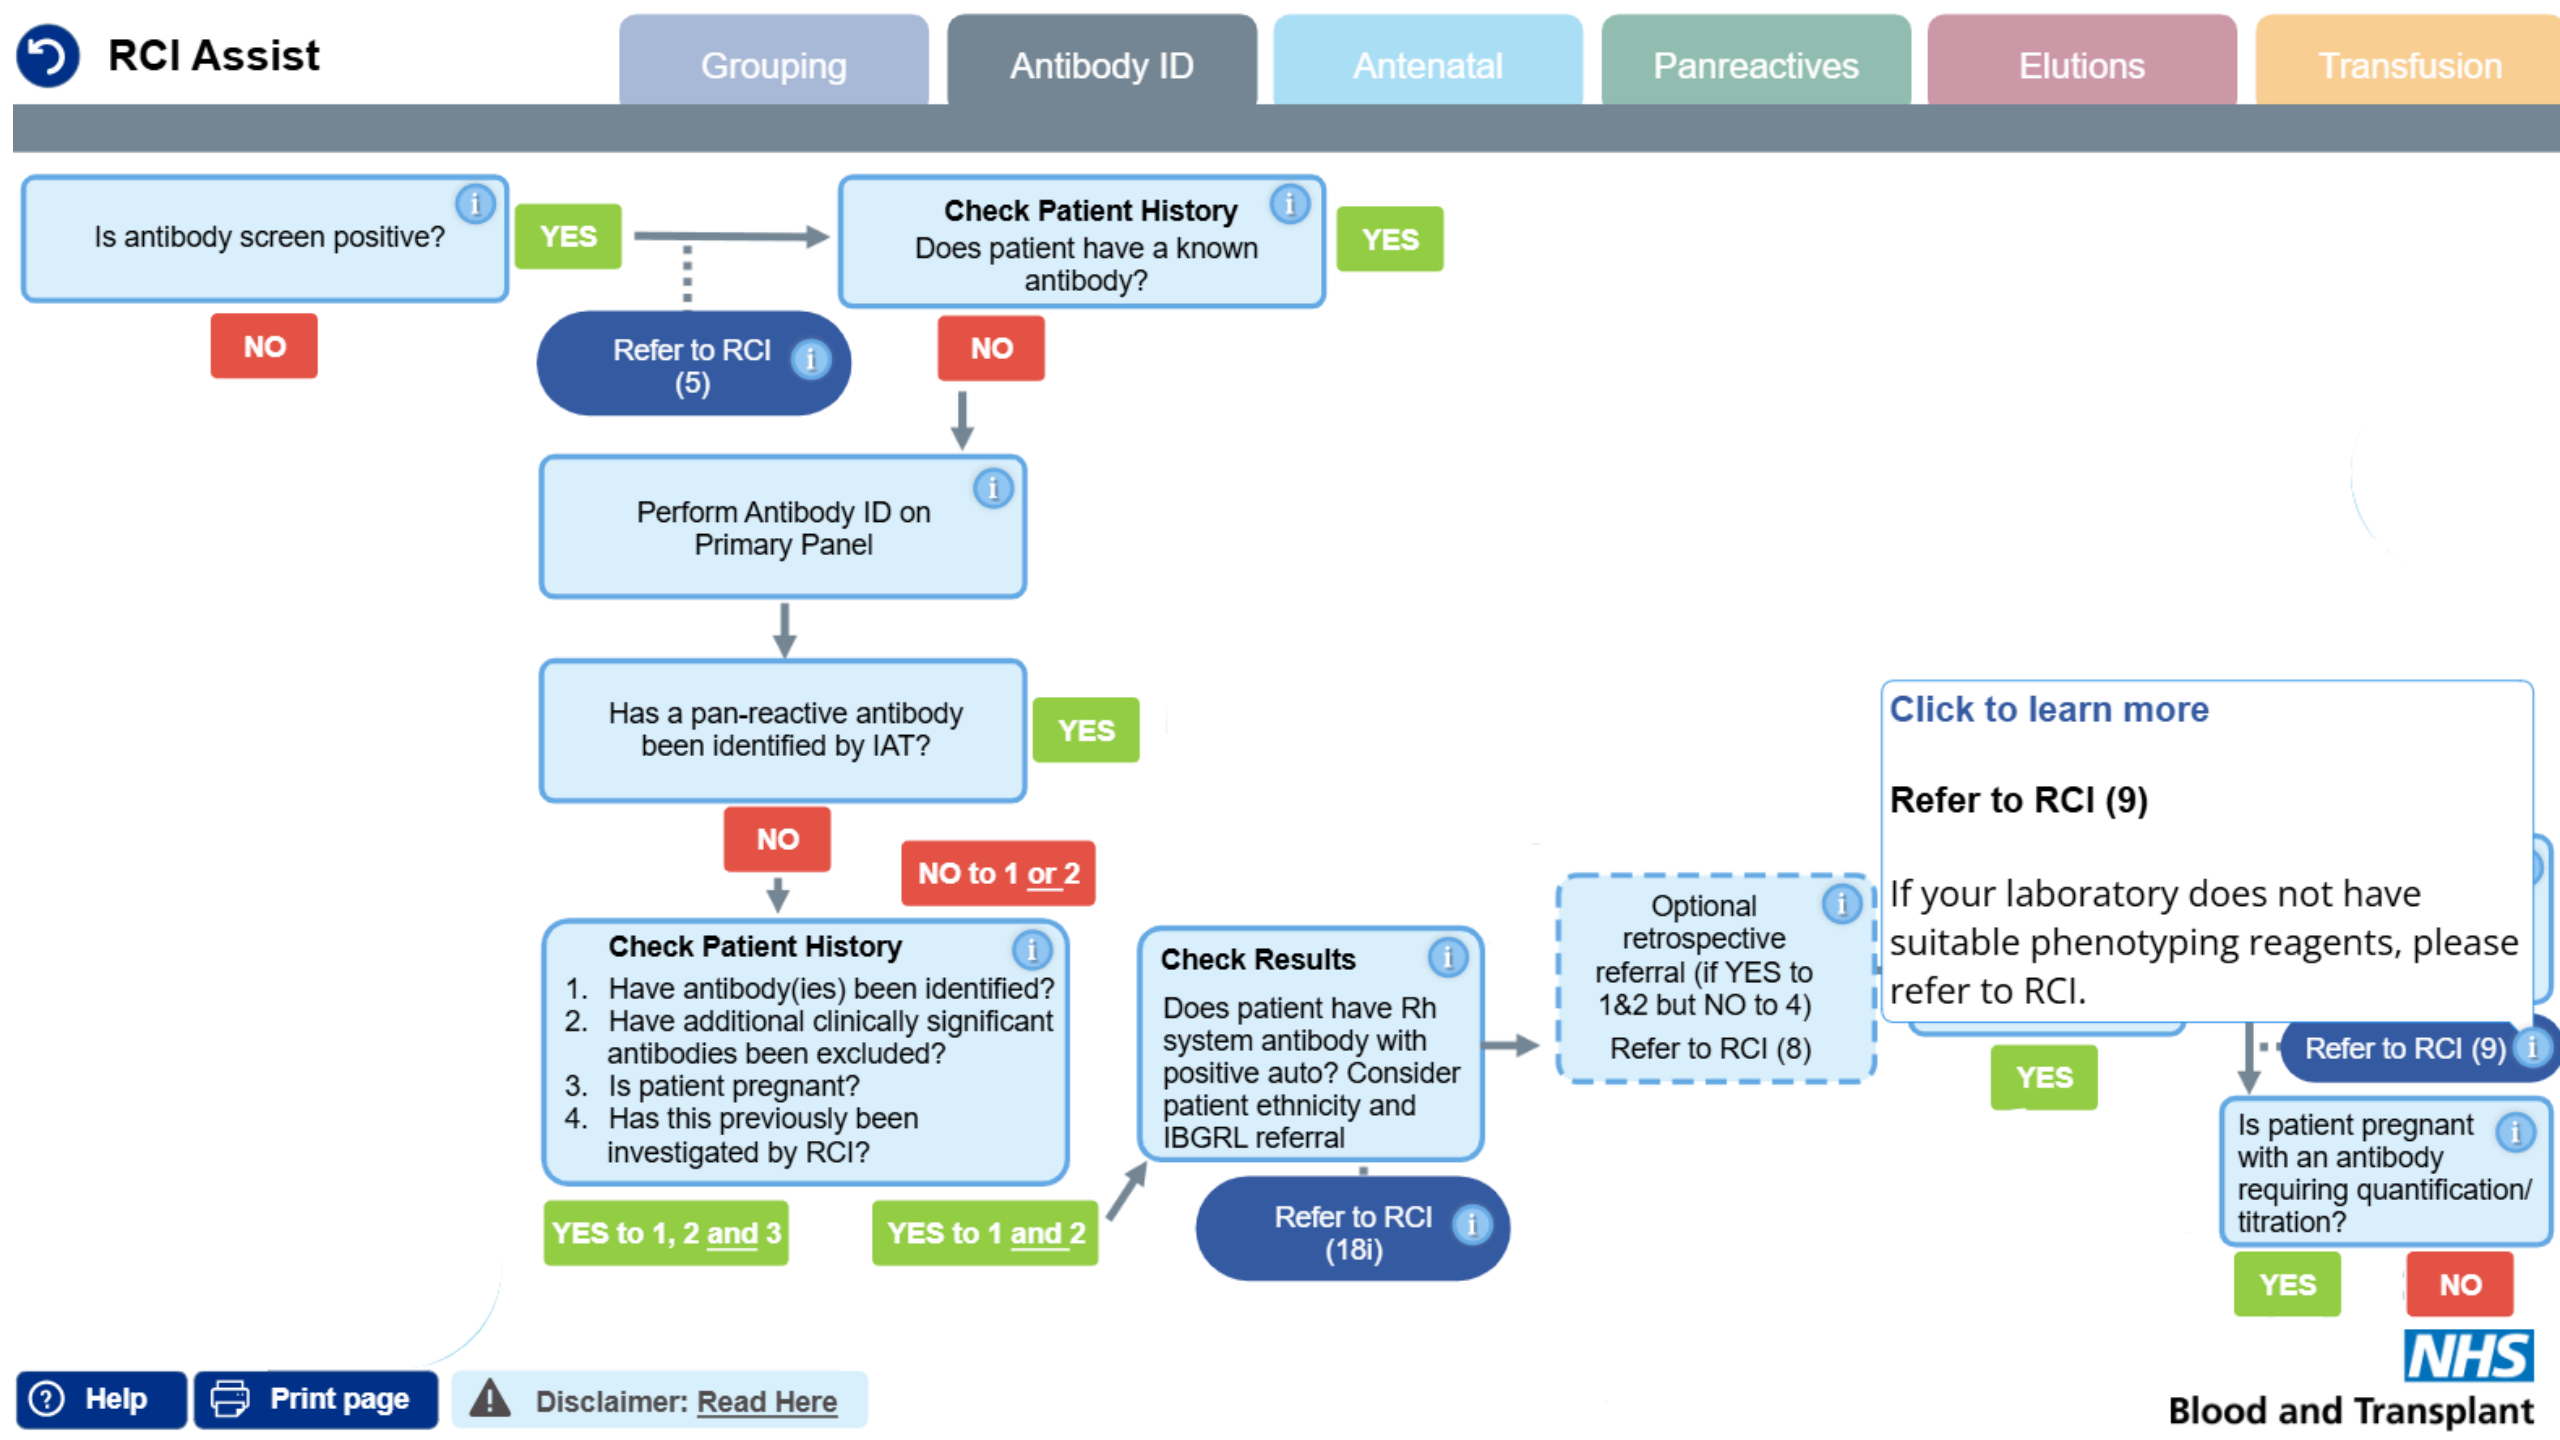 RCI Assist
Grouping
Antibody ID
Antenatal
Panreactives
Elutions
Transfusion
Is antibody screen positive?
YES
NO
Refer to RCI
(5)
Check Patient History
Does patient have a known
antibody?
YES
NO
Perform Antibody ID on
Primary Panel
Has a pan-reactive antibody
been identified by IAT?
YES
NO
NO to 1 or 2
Check Patient History
1. Have antibody(ies) been identified?
2. Have additional clinically significant
antibodies been excluded?
3. Is patient pregnant?
4. Has this previously been
investigated by RCI?
YES to 1, 2 and 3
YES to 1 and 2
Check Results
Does patient have Rh
system antibody with
positive auto? Consider
patient ethnicity and
IBGRL referral
Refer to RCI
(18i)
Optional
retrospective
referral (if YES to
1&2 but NO to 4)
Refer to RCI (8)
Click to learn more
Refer to RCI (9)
If your laboratory does not have
suitable phenotyping reagents, please
refer to RCI.
YES
Refer to RCI (9)
Is patient pregnant
with an antibody
requiring quantification/
titration?
YES
NO
Help
Print page
Disclaimer: Read Here
NHS
Blood and Transplant